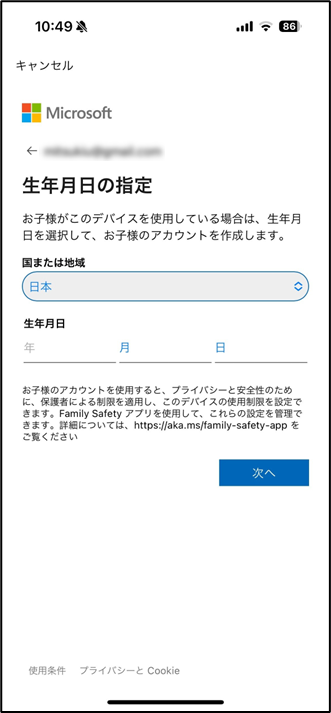 10:49
86
キャンセル
Microsoft
生年月日の指定
お子様がこのデバイスを使用している場合は、生年月
日を選択して、お子様のアカウントを作成します。
国または地域
日本
生年月日
年 月 日
お子様のアカウントを使用すると、プライバシーと安全性のため
に、保護者による制限を適用し、このデバイスの使用制限を設定で
きます。Family Safety アプリを使用して、これらの設定を管理で
きます。詳細については、https://aka.ms/family-safety-app を
ご覧ください
次へ
使用条件 プライバシーと Cookie